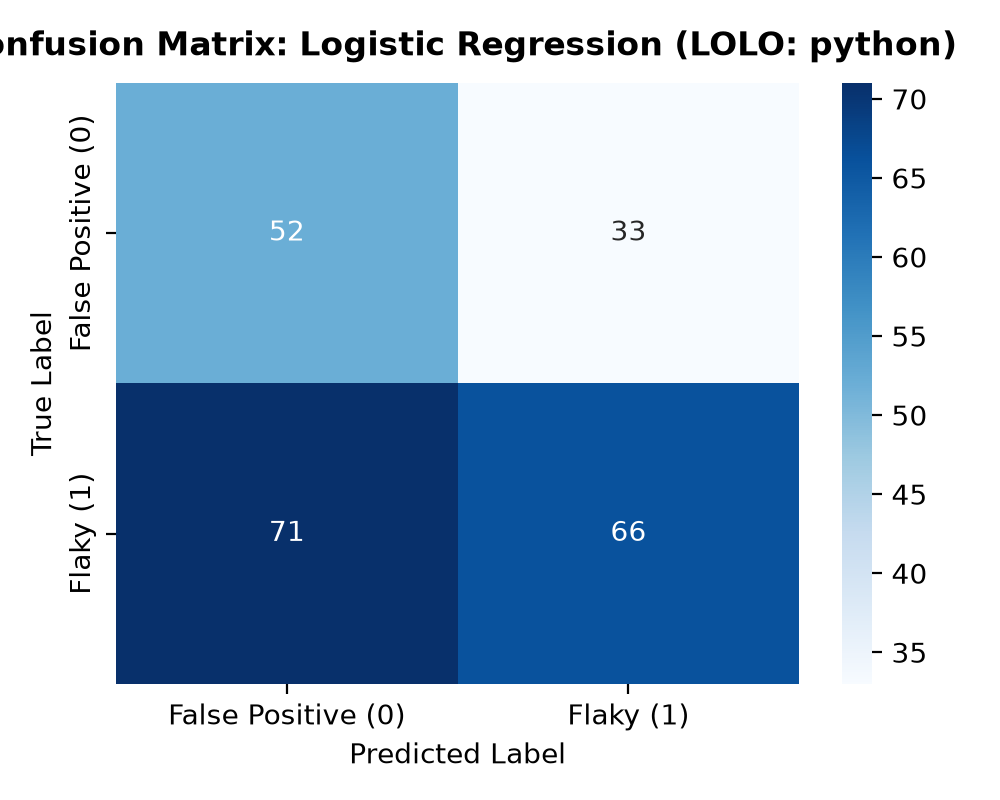 onfusion Matrix: Logistic Regression (LOLO: python)
True Label
False Positive (0)
Flaky (1)
52
33
71
66
False Positive (0)
Flaky (1)
Predicted Label
70
65
60
55
50
45
40
35